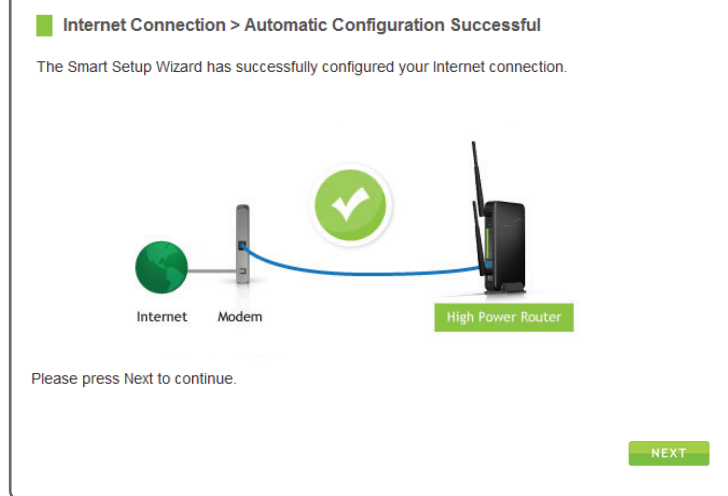 Internet Connection > Automatic Configuration Successful
The Smart Setup Wizard has successfully configured your Internet connection.
Internet
Modem
High Power Router
Please press Next to continue.
NEXT